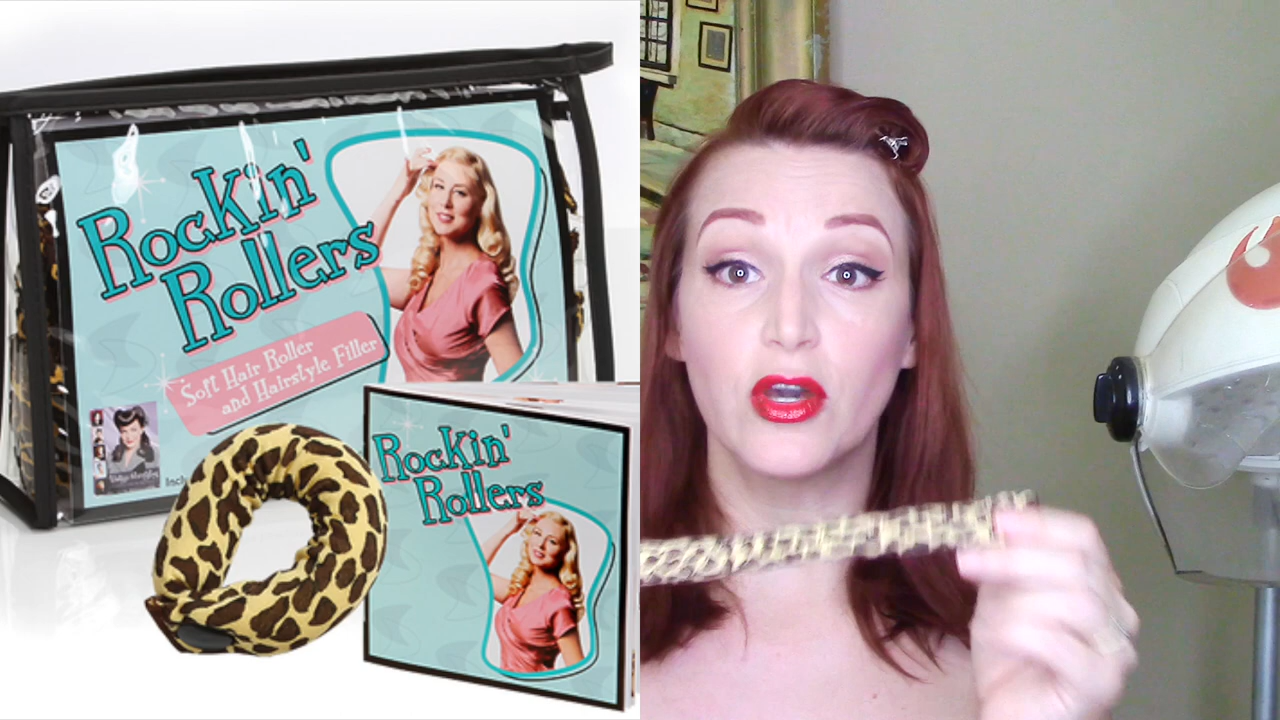 Rockin'
Rollers
Soft Hair Roller
and Hairstyle Filler
Rockin'
Rollers